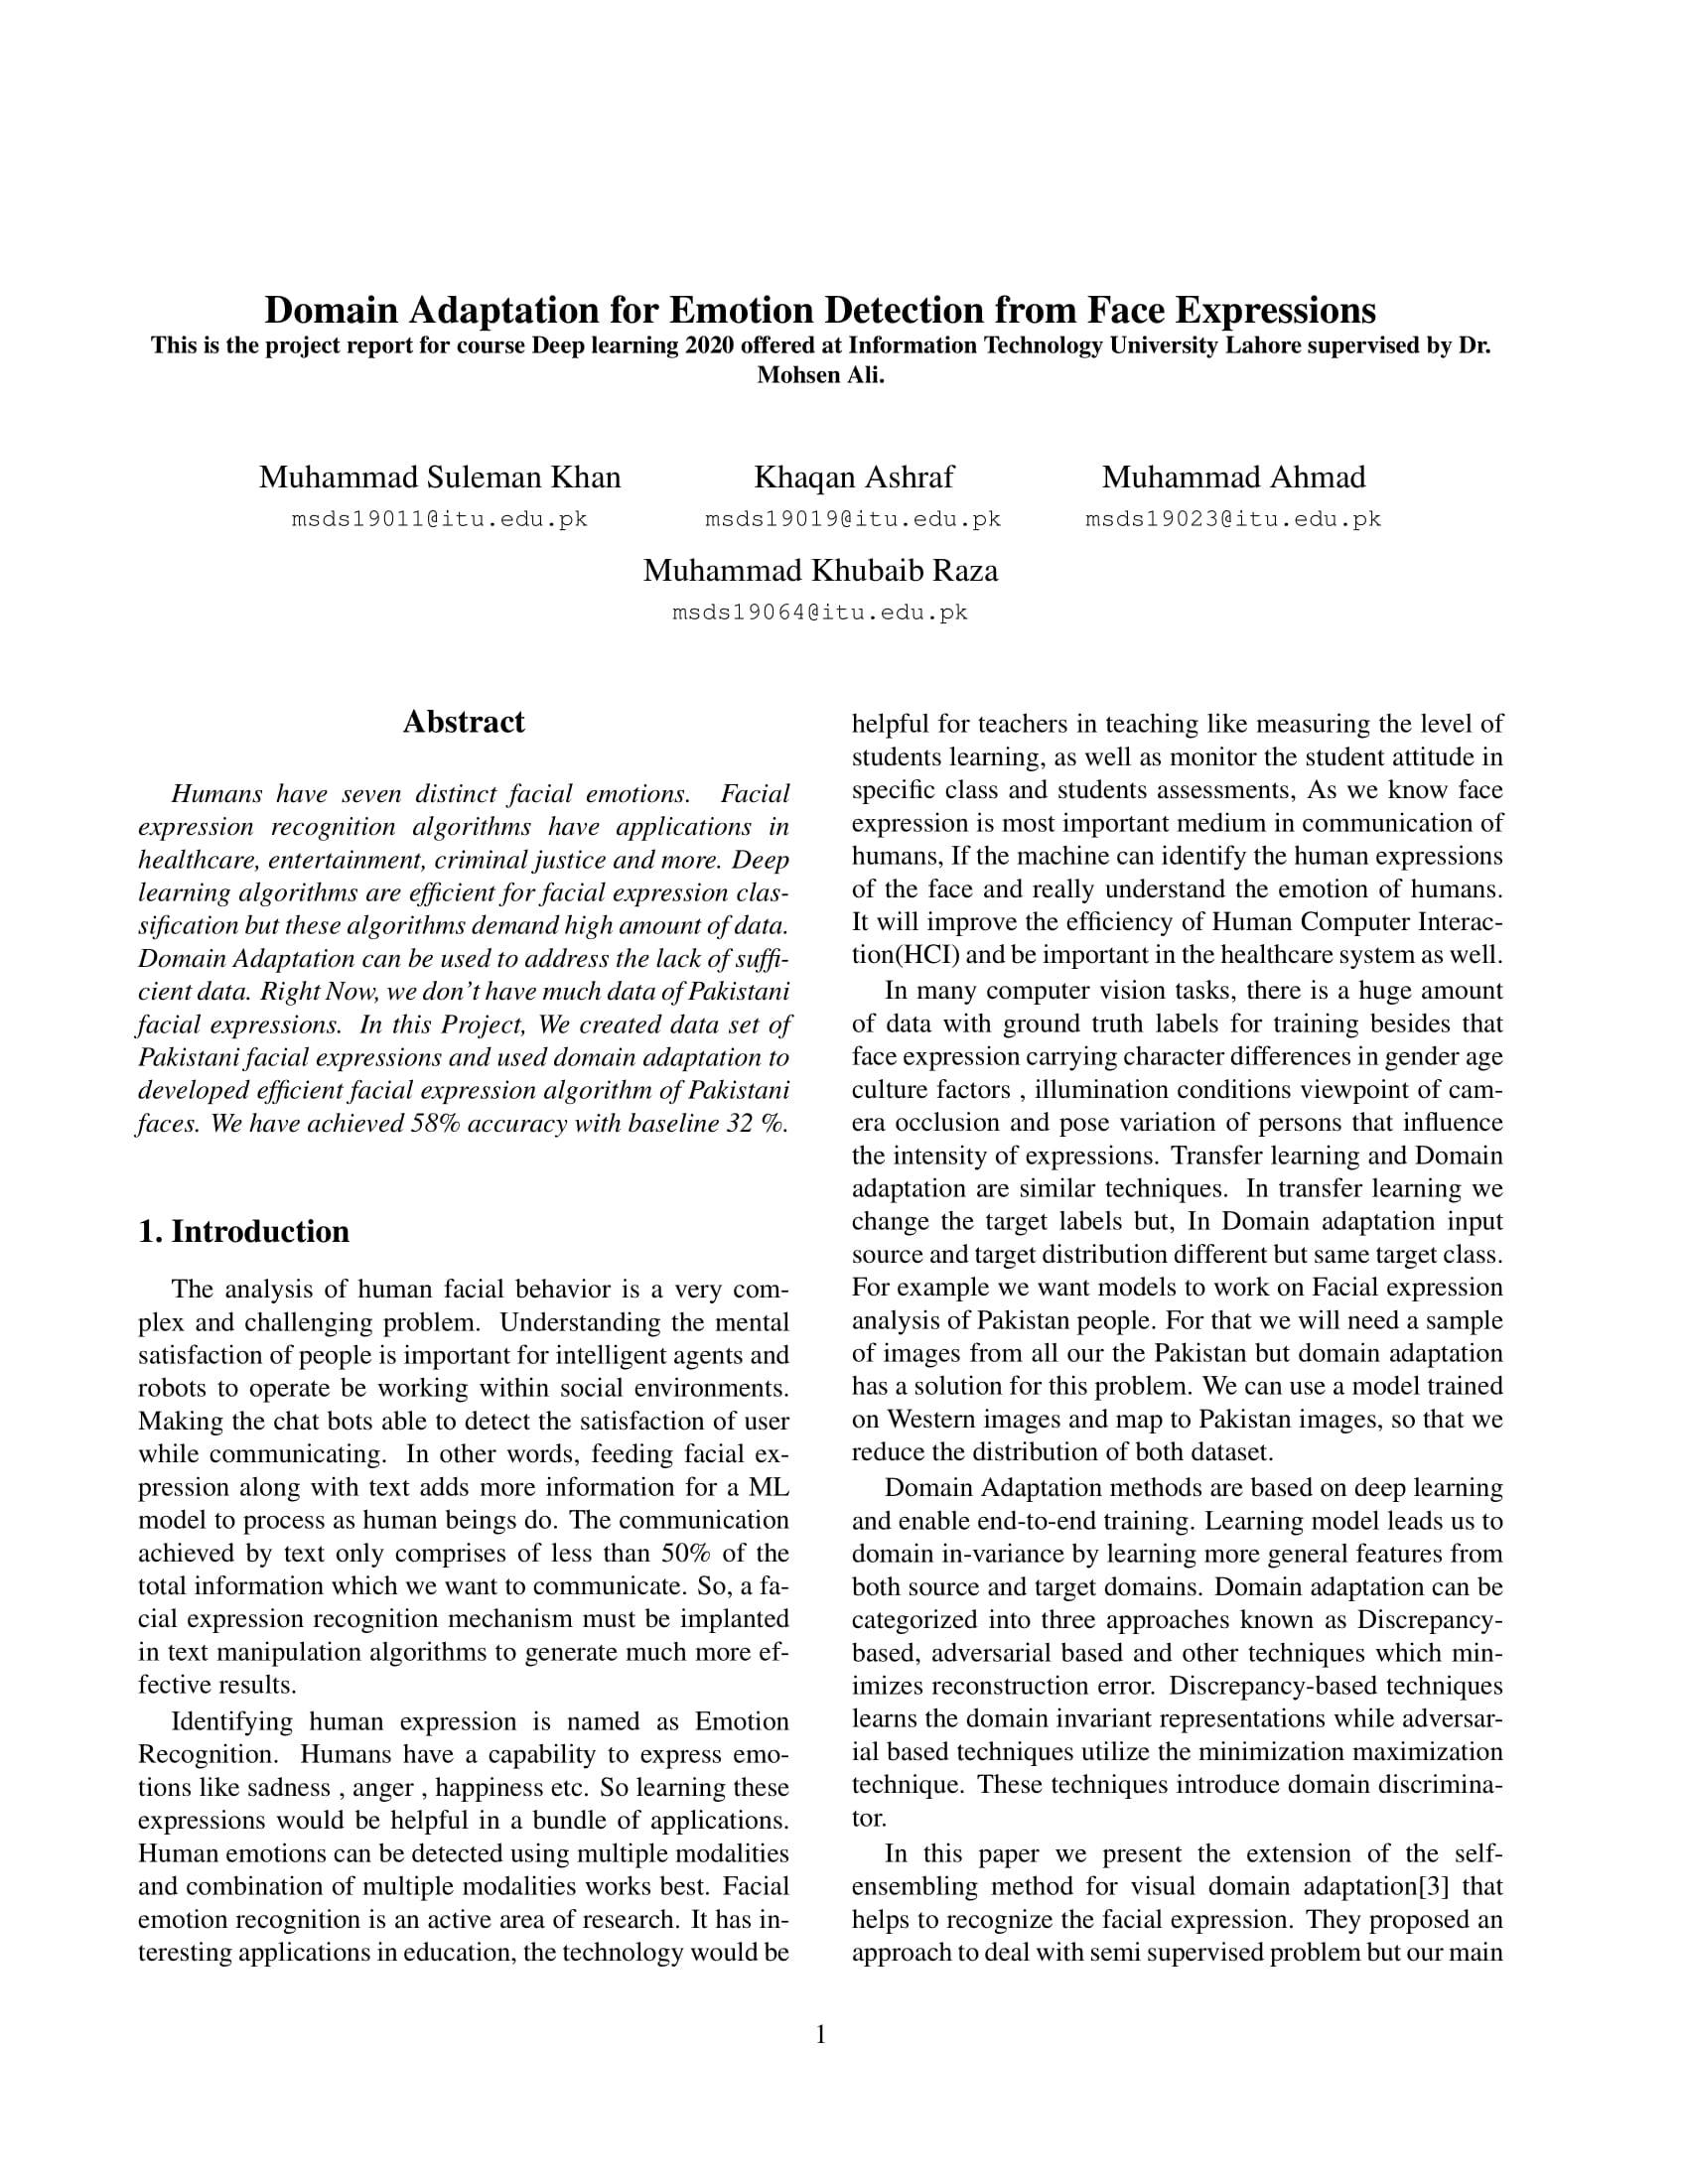 Domain Adaptation for Emotion Detection from Face Expressions
This is the project report for course Deep learning 2020 offered at Information Technology University Lahore supervised by Dr.
Mohsen Ali.
Muhammad Suleman Khan
msds19011@itu.edu.pk
Khaqan Ashraf
msds19019@itu.edu.pk
Muhammad Ahmad
msds19023@itu.edu.pk
Muhammad Khubaib Raza
msds19064@itu.edu.pk
Abstract
Humans have seven distinct facial emotions. Facial
expression recognition algorithms have applications in
healthcare, entertainment, criminal justice and more. Deep
learning algorithms are efficient for facial expression clas-
sification but these algorithms demand high amount of data.
Domain Adaptation can be used to address the lack of suffi-
cient data. Right Now, we don't have much data of Pakistani
facial expressions. In this Project, We created data set of
Pakistani facial expressions and used domain adaptation to
developed efficient facial expression algorithm of Pakistani
faces. We have achieved 58% accuracy with baseline 32 %.
1. Introduction
The analysis of human facial behavior is a very com-
plex and challenging problem. Understanding the mental
satisfaction of people is important for intelligent agents and
robots to operate be working within social environments.
Making the chat bots able to detect the satisfaction of user
while communicating. In other words, feeding facial ex-
pression along with text adds more information for a ML
model to process as human beings do. The communication
achieved by text only comprises of less than 50% of the
total information which we want to communicate. So, a fa-
cial expression recognition mechanism must be implanted
in text manipulation algorithms to generate much more ef-
fective results.
Identifying human expression is named as Emotion
Recognition. Humans have a capability to express emo-
tions like sadness , anger , happiness etc. So learning these
expressions would be helpful in a bundle of applications.
Human emotions can be detected using multiple modalities
and combination of multiple modalities works best. Facial
emotion recognition is an active area of research. It has in-
teresting applications in education, the technology would be
helpful for teachers in teaching like measuring the level of
students learning, as well as monitor the student attitude in
specific class and students assessments, As we know face
expression is most important medium in communication of
humans, If the machine can identify the human expressions
of the face and really understand the emotion of humans.
It will improve the efficiency of Human Computer Interac-
tion(HCI) and be important in the healthcare system as well.
In many computer vision tasks, there is a huge amount
of data with ground truth labels for training besides that
face expression carrying character differences in gender age
culture factors , illumination conditions viewpoint of cam-
era occlusion and pose variation of persons that influence
the intensity of expressions. Transfer learning and Domain
adaptation are similar techniques. In transfer learning we
change the target labels but, In Domain adaptation input
source and target distribution different but same target class.
For example we want models to work on Facial expression
analysis of Pakistan people. For that we will need a sample
of images from all our the Pakistan but domain adaptation
has a solution for this problem. We can use a model trained
on Western images and map to Pakistan images, so that we
reduce the distribution of both dataset.
Domain Adaptation methods are based on deep learning
and enable end-to-end training. Learning model leads us to
domain in-variance by learning more general features from
both source and target domains. Domain adaptation can be
categorized into three approaches known as Discrepancy-
based, adversarial based and other techniques which min-
imizes reconstruction error. Discrepancy-based techniques
learns the domain invariant representations while adversar-
ial based techniques utilize the minimization maximization
technique. These techniques introduce domain discrimina-
tor.
In this paper we present the extension of the self-
ensembling method for visual domain adaptation[3] that
helps to recognize the facial expression. They proposed an
approach to deal with semi supervised problem but our main
1